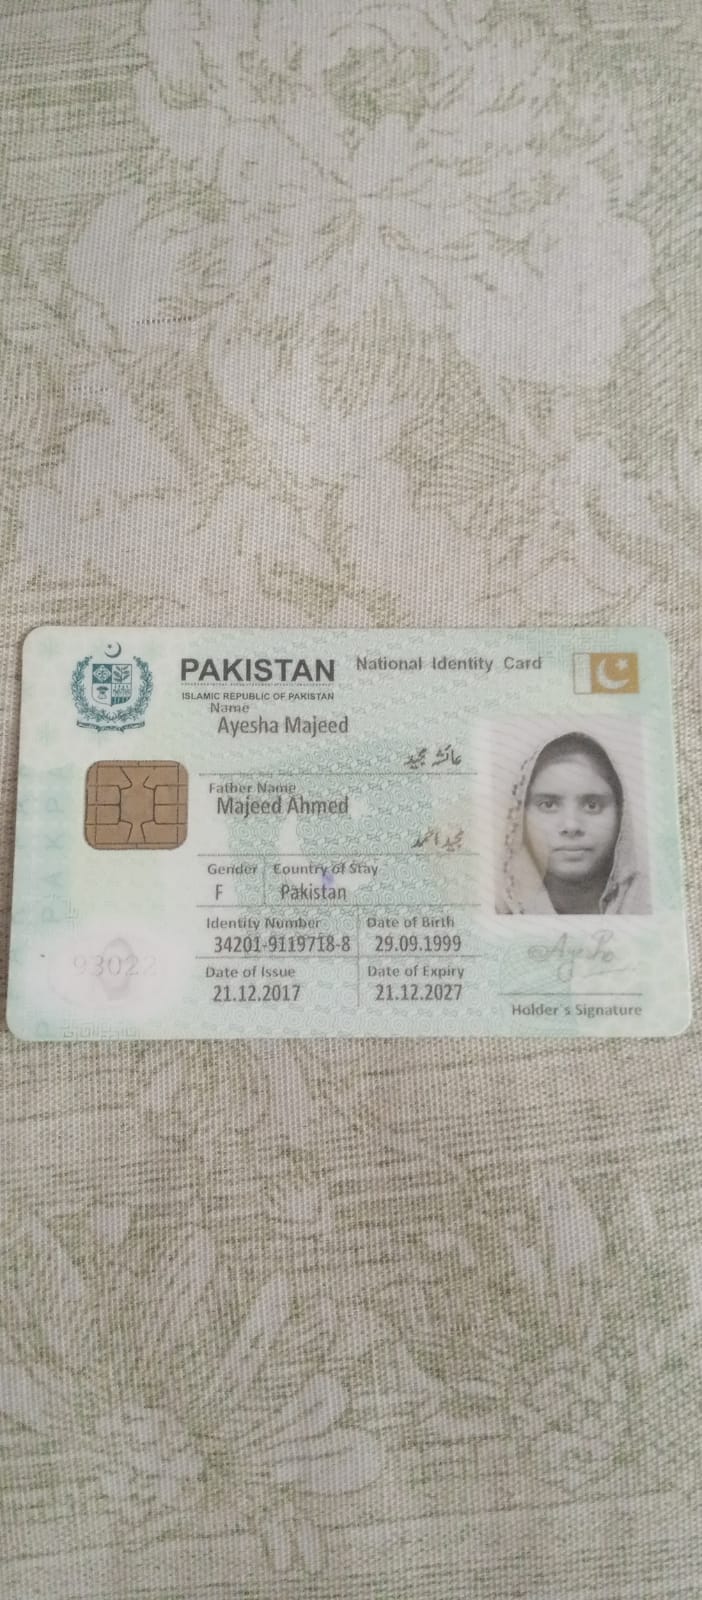 PAKISTAN National Identity Card
ISLAMIC REPUBLIC OF PAKISTAN
Name
Ayesha Majeed
عائشہ مجید
Father Name
Majeed Ahmed
مجید احمد
Gender Country of Stay
F Pakistan
Identity Number Date of Birth
34201-9119718-8 29.09.1999
Date of Issue Date of Expiry
21.12.2017 21.12.2027
Holder's Signature